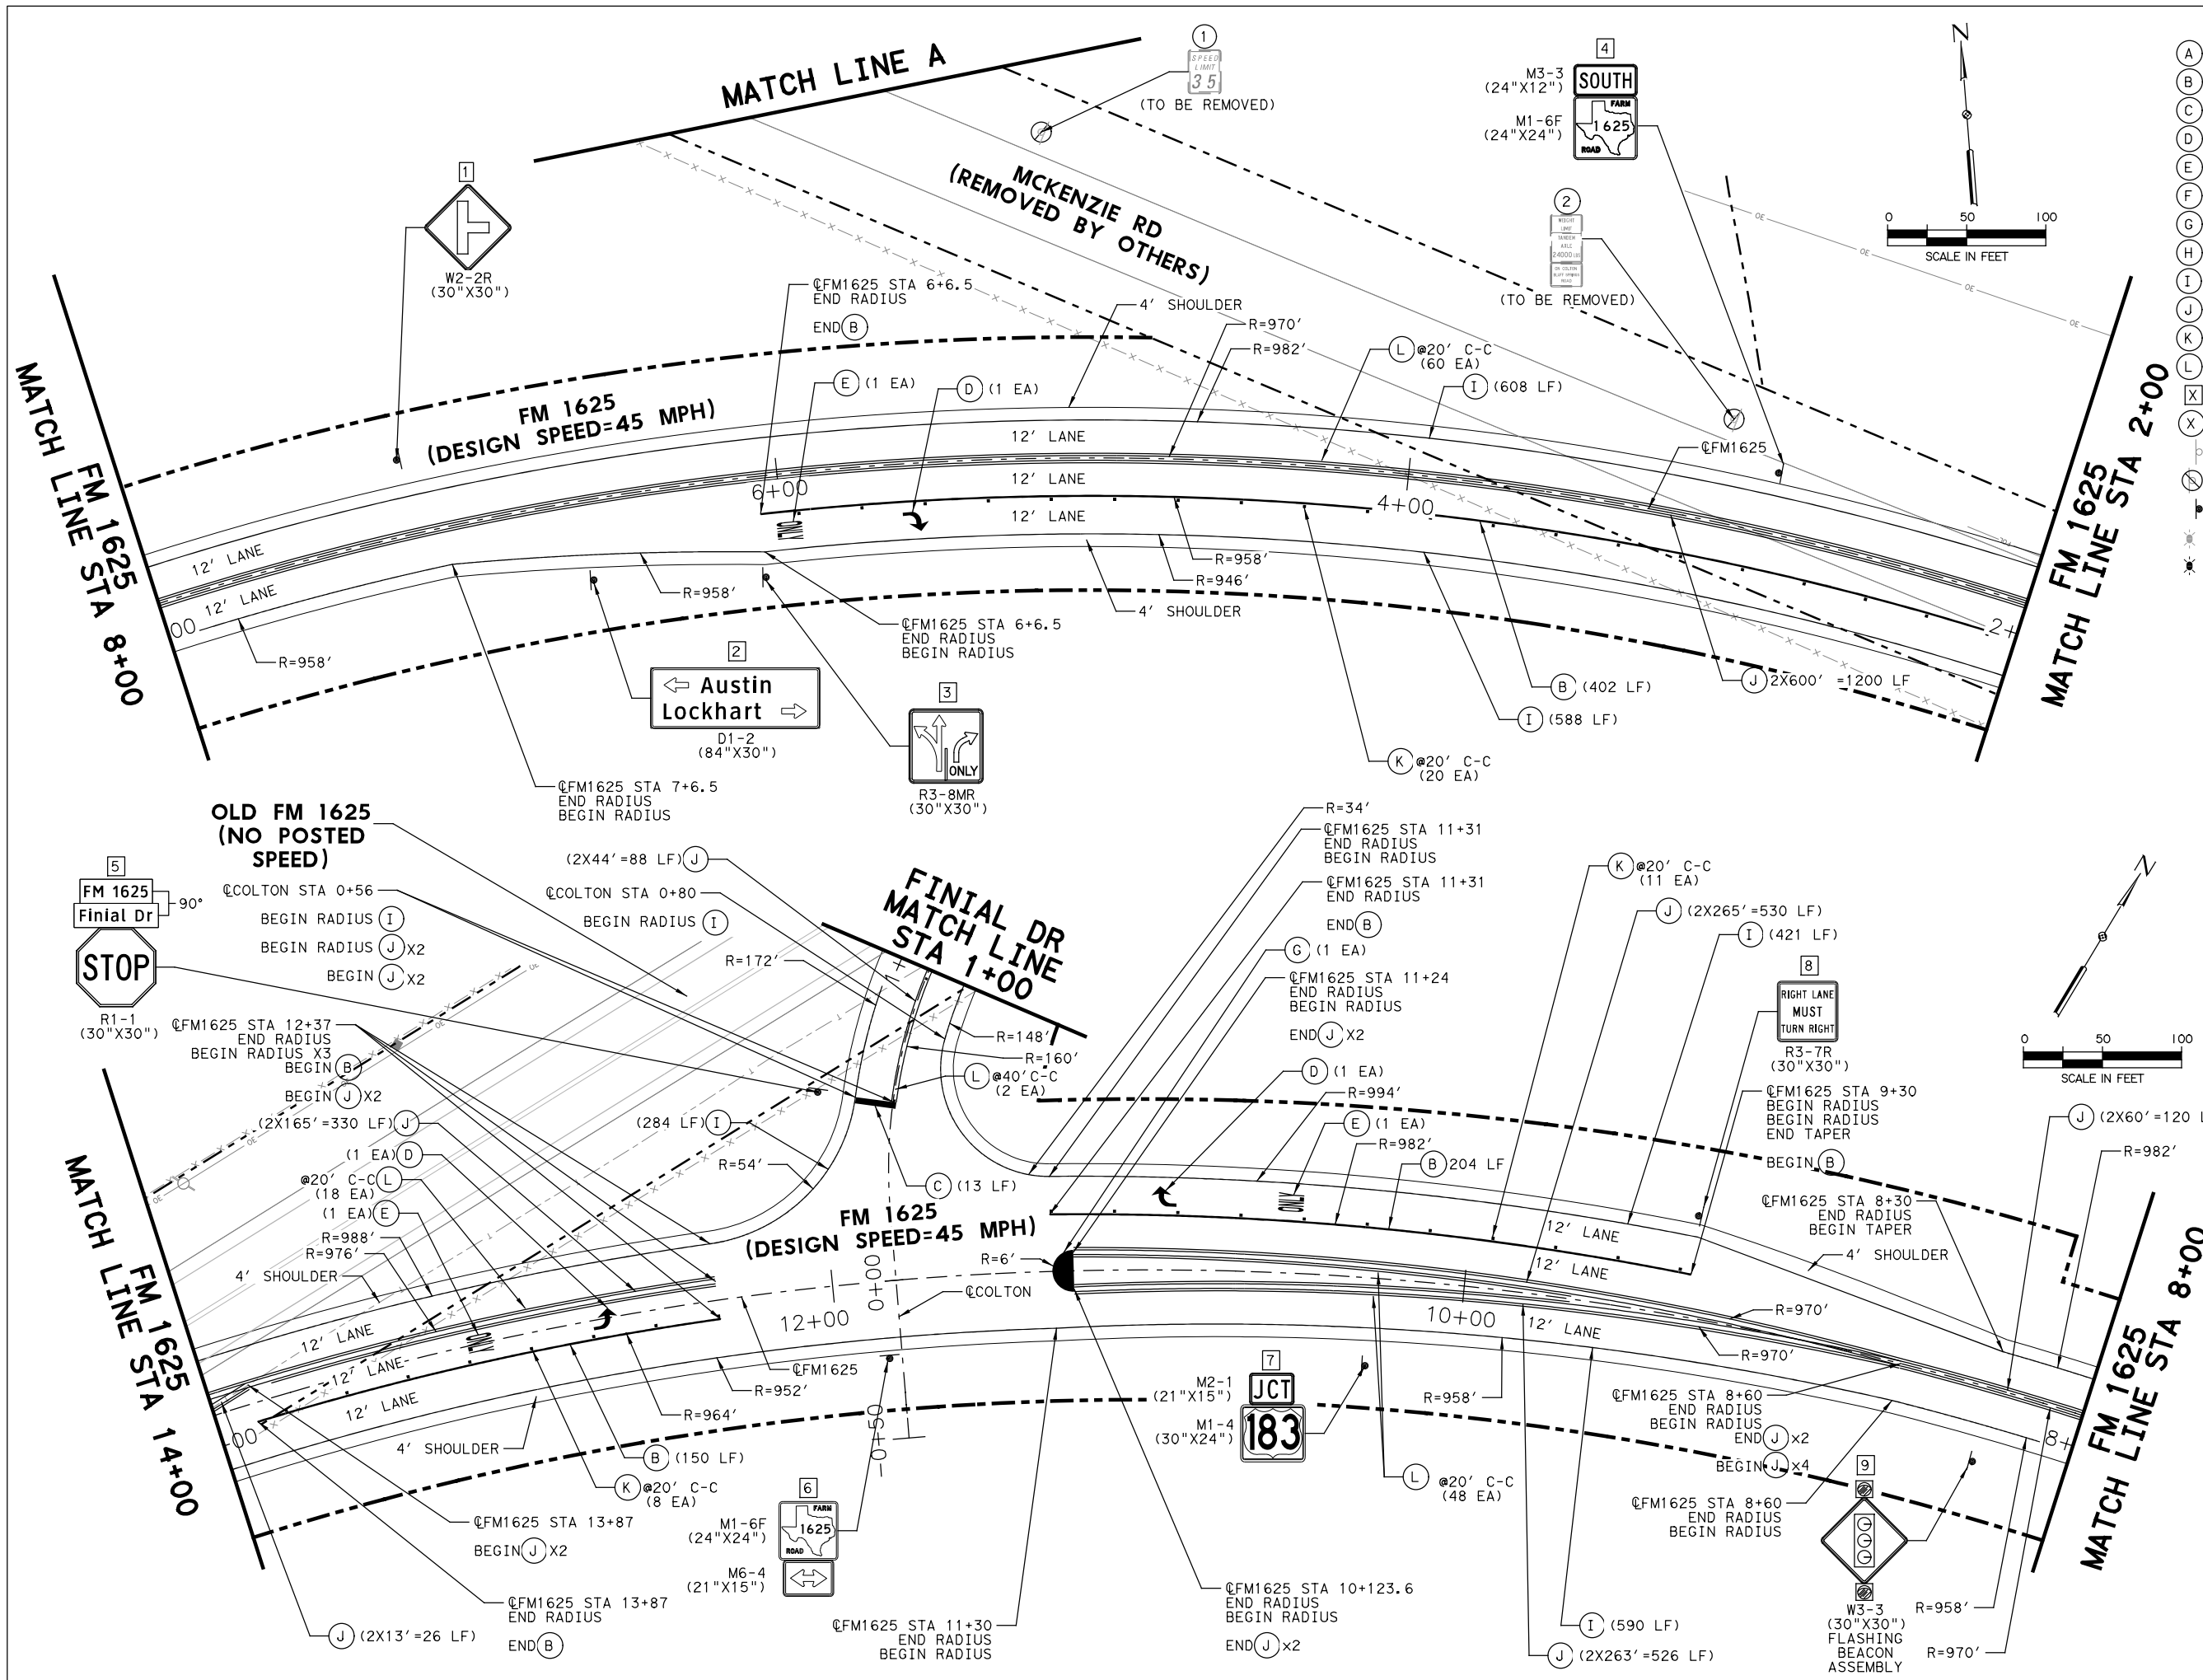 MATCH LINE A
1
SPEED
LIMIT
35
(TO BE REMOVED)
4
M3-3
(24"X12")
SOUTH
M1-6F
(24"X24")
FARM
1625
ROAD
N
0 50 100
SCALE IN FEET
A
B
C
D
E
F
G
H
I
J
K
L
X
X
1
W2-2R
(30"X30")
MCKENZIE RD
(REMOVED BY OTHERS)
2
WEIGHT
LIMIT
TANDEM
AXLE
24000 LBS
(TO BE REMOVED)
OE
OE
OE
OE
℄FM1625 STA 6+6.5
END RADIUS
END B
4' SHOULDER
R=970'
R=982'
L @20' C-C
(60 EA)
I (608 LF)
E (1 EA)
D (1 EA)
FM 1625
(DESIGN SPEED=45 MPH)
MATCH LINE STA 8+00
FM 1625
12' LANE
12' LANE
12' LANE
12' LANE
12' LANE
6+00
4+00
2+
00
℄FM1625
FM 1625
MATCH LINE STA 2+00
R=958'
R=946'
4' SHOULDER
R=958'
R=958'
℄FM1625 STA 6+6.5
END RADIUS
BEGIN RADIUS
2
Austin
Lockhart
D1-2
(84"X30")
3
ONLY
R3-8MR
(30"X30")
B (402 LF)
J 2X600' =1200 LF
I (588 LF)
K @20' C-C
(20 EA)
℄FM1625 STA 7+6.5
END RADIUS
BEGIN RADIUS
OLD FM 1625
(NO POSTED
SPEED)
5
FM 1625
Finial Dr
90°
STOP
R1-1
(30"X30")
℄COLTON STA 0+56
BEGIN RADIUS I
BEGIN RADIUS J X2
BEGIN J X2
(2X44'=88 LF) J
℄COLTON STA 0+80
BEGIN RADIUS I
R=172'
FINIAL DR
MATCH LINE
STA 1+00
R=34'
℄FM1625 STA 11+31
END RADIUS
BEGIN RADIUS
℄FM1625 STA 11+31
END RADIUS
END B
G (1 EA)
℄FM1625 STA 11+24
END RADIUS
BEGIN RADIUS
END J X2
K @20' C-C
(11 EA)
J (2X265'=530 LF)
I (421 LF)
8
RIGHT LANE
MUST
TURN RIGHT
R3-7R
(30"X30")
N
0 50 100
SCALE IN FEET
℄FM1625 STA 12+37
END RADIUS
BEGIN RADIUS X3
BEGIN B
BEGIN J X2
(2X165'=330 LF) J
(1 EA) D
@20' C-C L
(18 EA)
(1 EA) E
R=988'
R=976'
4' SHOULDER
R=148'
R=160'
L @40'C-C
(2 EA)
(284 LF) I
R=54'
C (13 LF)
D (1 EA)
R=994'
E (1 EA)
R=982'
B 204 LF
℄FM1625 STA 9+30
BEGIN RADIUS
BEGIN RADIUS
END TAPER
BEGIN B
J (2X60'=120 L
R=982'
℄FM1625 STA 8+30
END RADIUS
BEGIN TAPER
4' SHOULDER
FM 1625
(DESIGN SPEED=45 MPH)
R=6'
℄COLTON
0+00
12+00
10+00
12' LANE
12' LANE
12' LANE
R=970'
R=970'
MATCH LINE STA 14+00
FM 1625
12' LANE
12' LANE
12' LANE
00
℄FM1625
R=952'
R=964'
4' SHOULDER
B (150 LF)
K @20' C-C
(8 EA)
-0+50
M2-1
(21"X15")
M1-4
(30"X24")
7
JCT
183
R=958'
L @20' C-C
(48 EA)
℄FM1625 STA 8+60
END RADIUS
BEGIN RADIUS
END J x2
BEGIN J x4
℄FM1625 STA 8+60
END RADIUS
BEGIN RADIUS
8+
FM 1625
MATCH LINE STA 8+00
℄FM1625 STA 13+87
BEGIN J X2
℄FM1625 STA 13+87
END RADIUS
END B
J (2X13'=26 LF)
6
M1-6F
(24"X24")
FARM
1625
ROAD
M6-4
(21"X15")
℄FM1625 STA 11+30
END RADIUS
BEGIN RADIUS
℄FM1625 STA 10+123.6
END RADIUS
BEGIN RADIUS
END J x2
I (590 LF)
J (2X263'=526 LF)
9
W3-3
(30"X30")
FLASHING
BEACON
ASSEMBLY
R=958'
R=970'